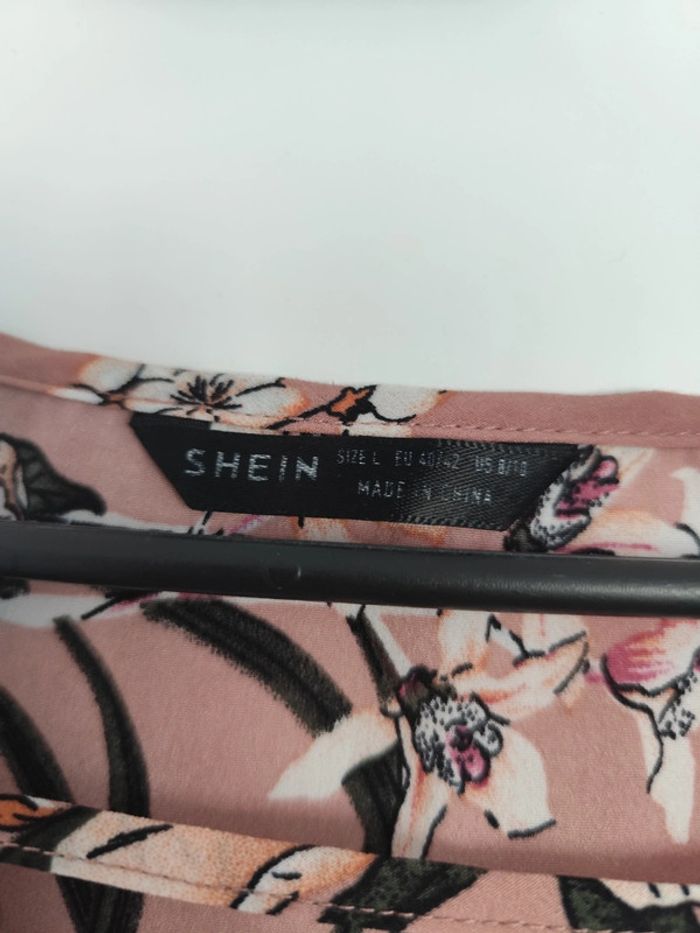 SHEIN SIZE L EU 40/42 US 8/10
MADE IN CHINA